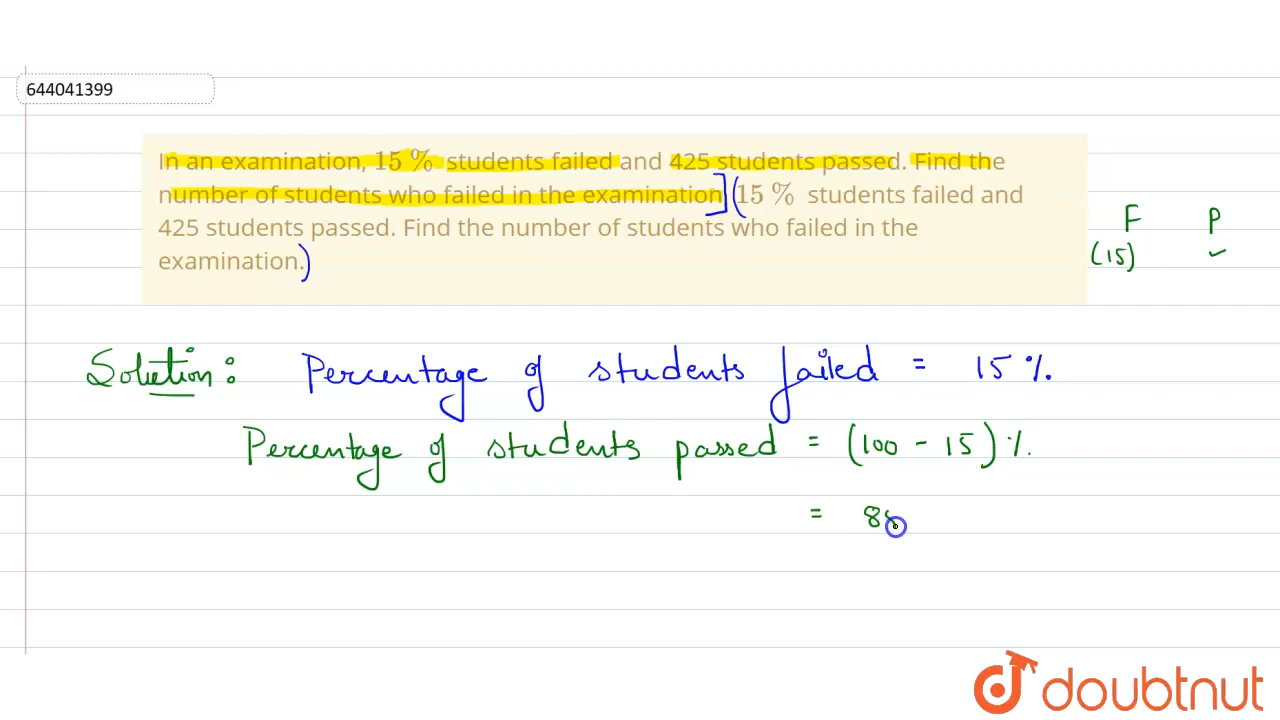 644041399
In an examination, 15% students failed and 425 students passed. Find the
number of students who failed in the examination](15% students failed and
425 students passed. Find the number of students who failed in the
examination.)
F P
(15) ✓
Solution: Percentage of students failed = 15%.
Percentage of students passed = (100 - 15)%.
= 8
doubtnut